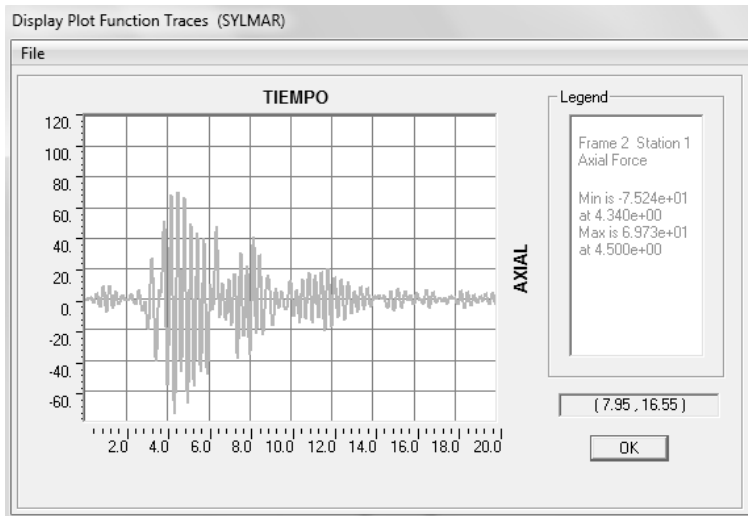 Display Plot Function Traces (SYLMAR)
File
TIEMPO
120.
100.
80.
60.
40.
20.
0.
-20.
-40.
-60.
2.0 4.0 6.0 8.0 10.0 12.0 14.0 16.0 18.0 20.0
AXIAL
Legend
Frame 2 Station 1
Axial Force
Min is -7.524e+01
at 4.340e+00
Max is 6.973e+01
at 4.500e+00
(7.95 , 16.55 )
OK